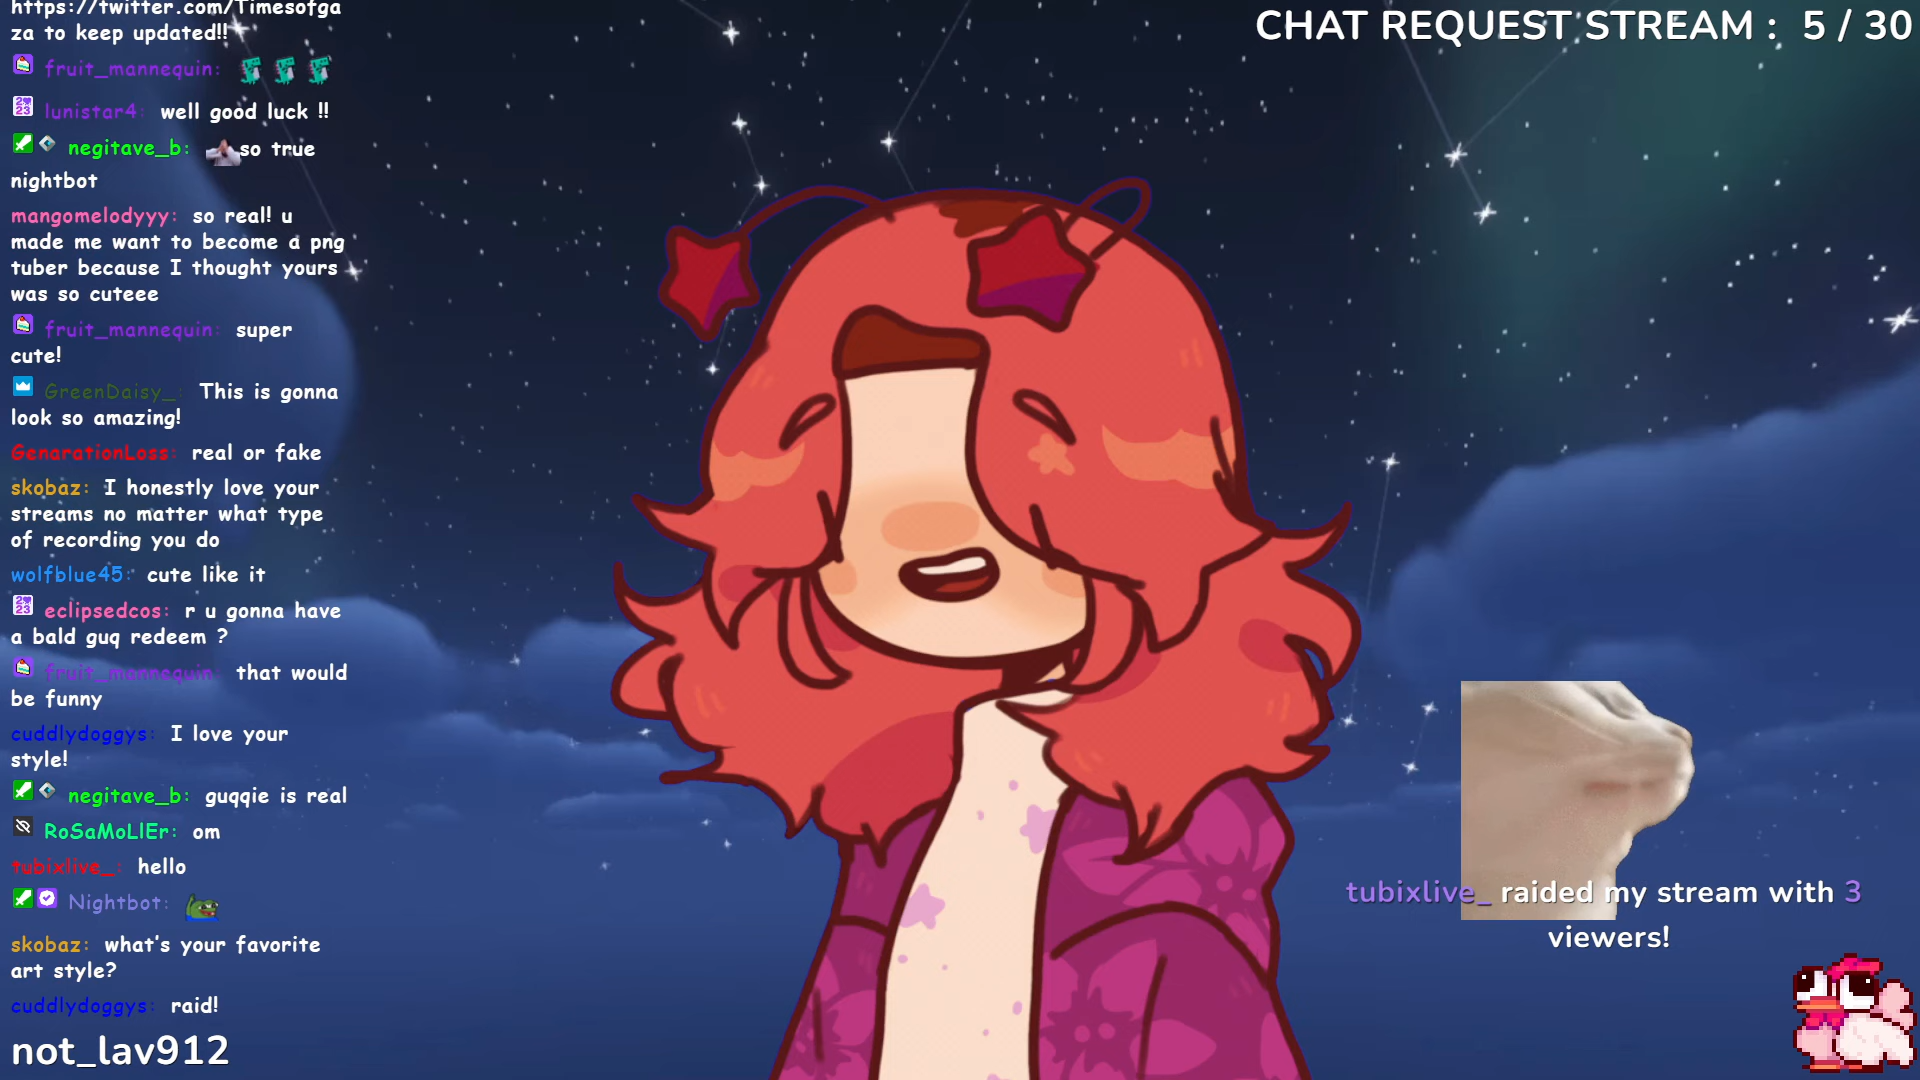 https://twitter.com/Timesofga
za to keep updated!!
CHAT REQUEST STREAM : 5 / 30
fruit_mannequin:
lunistar4: well good luck !!
negitave_b: so true
nightbot
mangomelodyyy: so real! u
made me want to become a png
tuber because I thought yours
was so cuteee
fruit_mannequin: super
cute!
GreenDaisy_: This is gonna
look so amazing!
GenarationLoss: real or fake
skobaz: I honestly love your
streams no matter what type
of recording you do
wolfblue45: cute like it
eclipsedcos: r u gonna have
a bald guq redeem ?
fruit_mannequin: that would
be funny
cuddlydoggys: I love your
style!
negitave_b: guqqie is real
RoSaMoLlEr: om
tubixlive_: hello
Nightbot:
skobaz: what's your favorite
art style?
cuddlydoggys: raid!
not_lav912
tubixlive_ raided my stream with 3
viewers!